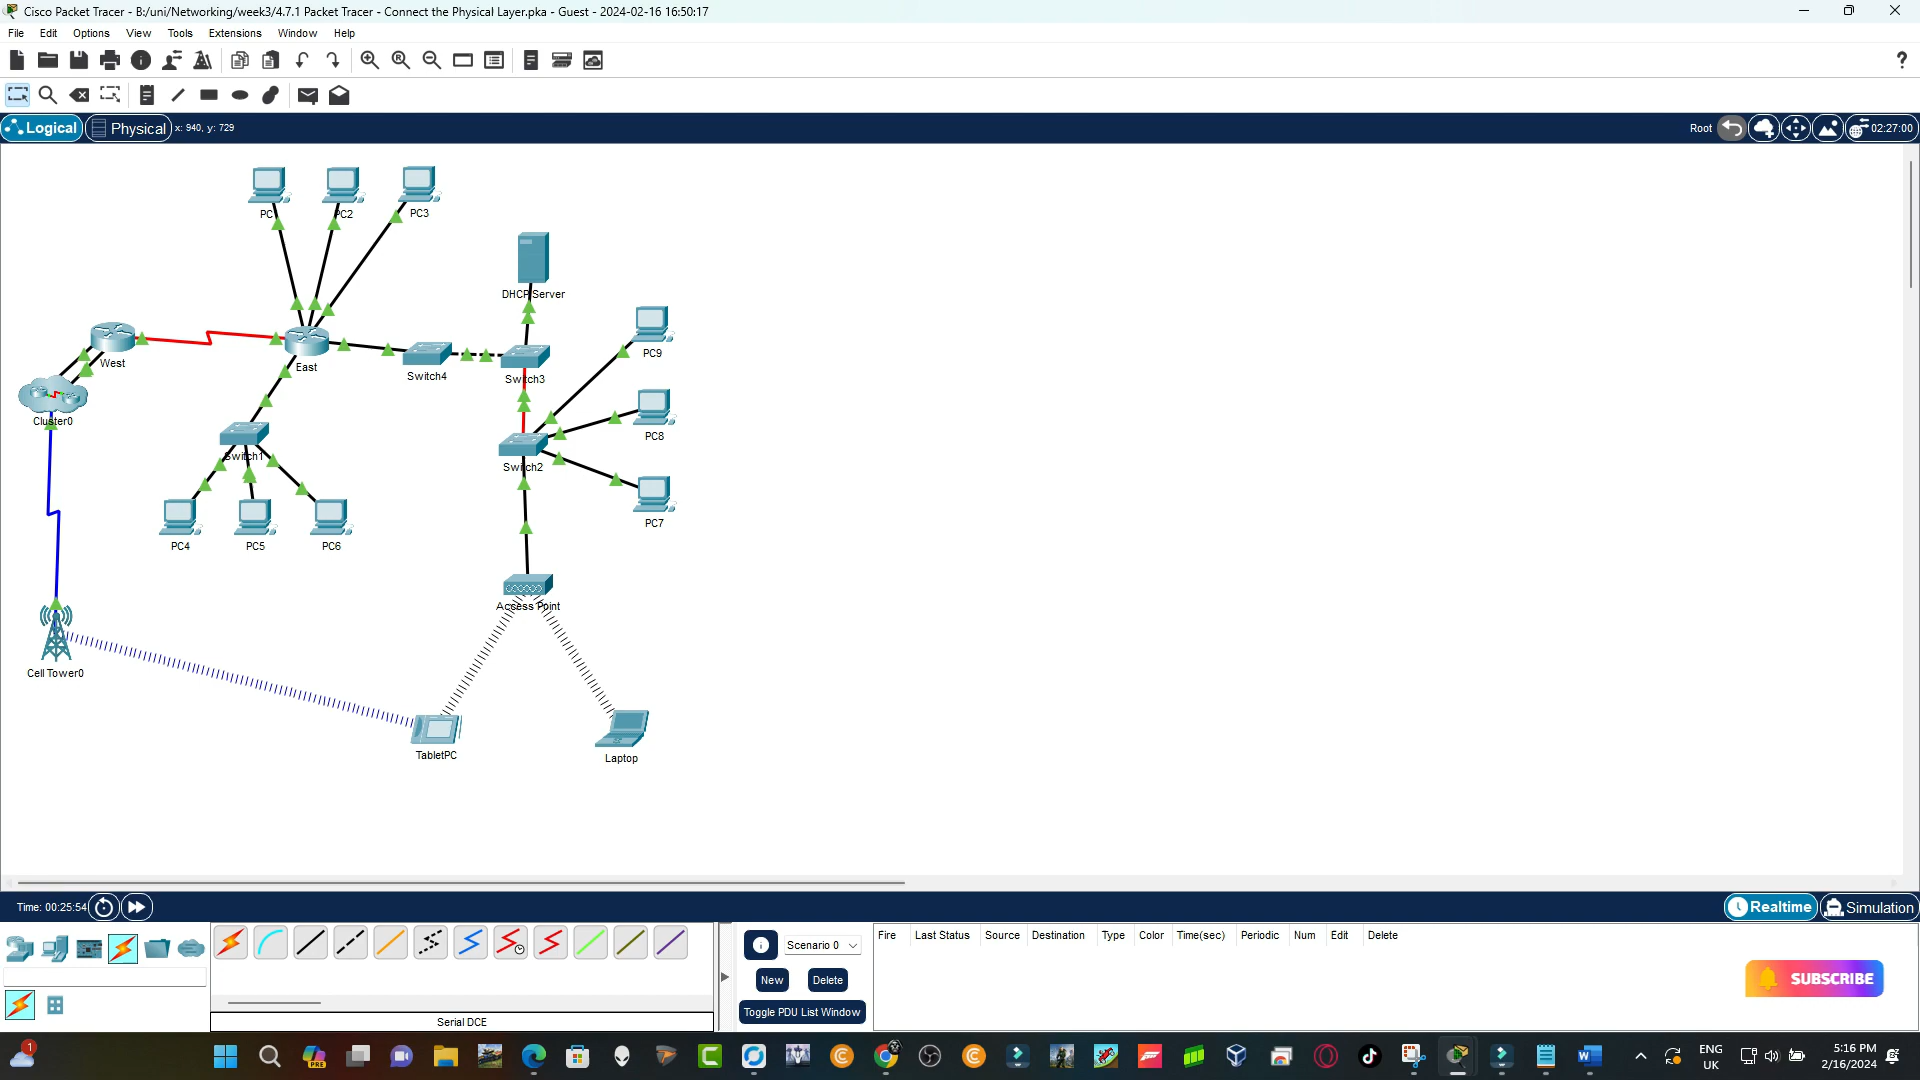 Cisco Packet Tracer - B:/uni/Networking/week3/4.7.1 Packet Tracer - Connect the Physical Layer.pka - Guest - 2024-02-16 16:50:17
File Edit Options View Tools Extensions Window Help
?
Logical Physical x: 940, y: 729 Root 02:27:00
PC PC2 PC3
DHCP Server
PC9
West East Switch4 Switch3
Cluster0
PC8
Switch1 Switch2
PC7
PC4 PC5 PC6
Access Point
Cell Tower0
TabletPC Laptop
Time: 00:25:54 Realtime Simulation
Scenario 0
New Delete
Toggle PDU List Window
Fire Last Status Source Destination Type Color Time(sec) Periodic Num Edit Delete
SUBSCRIBE
Serial DCE
1
PRE
ENG
UK
5:16 PM
2/16/2024